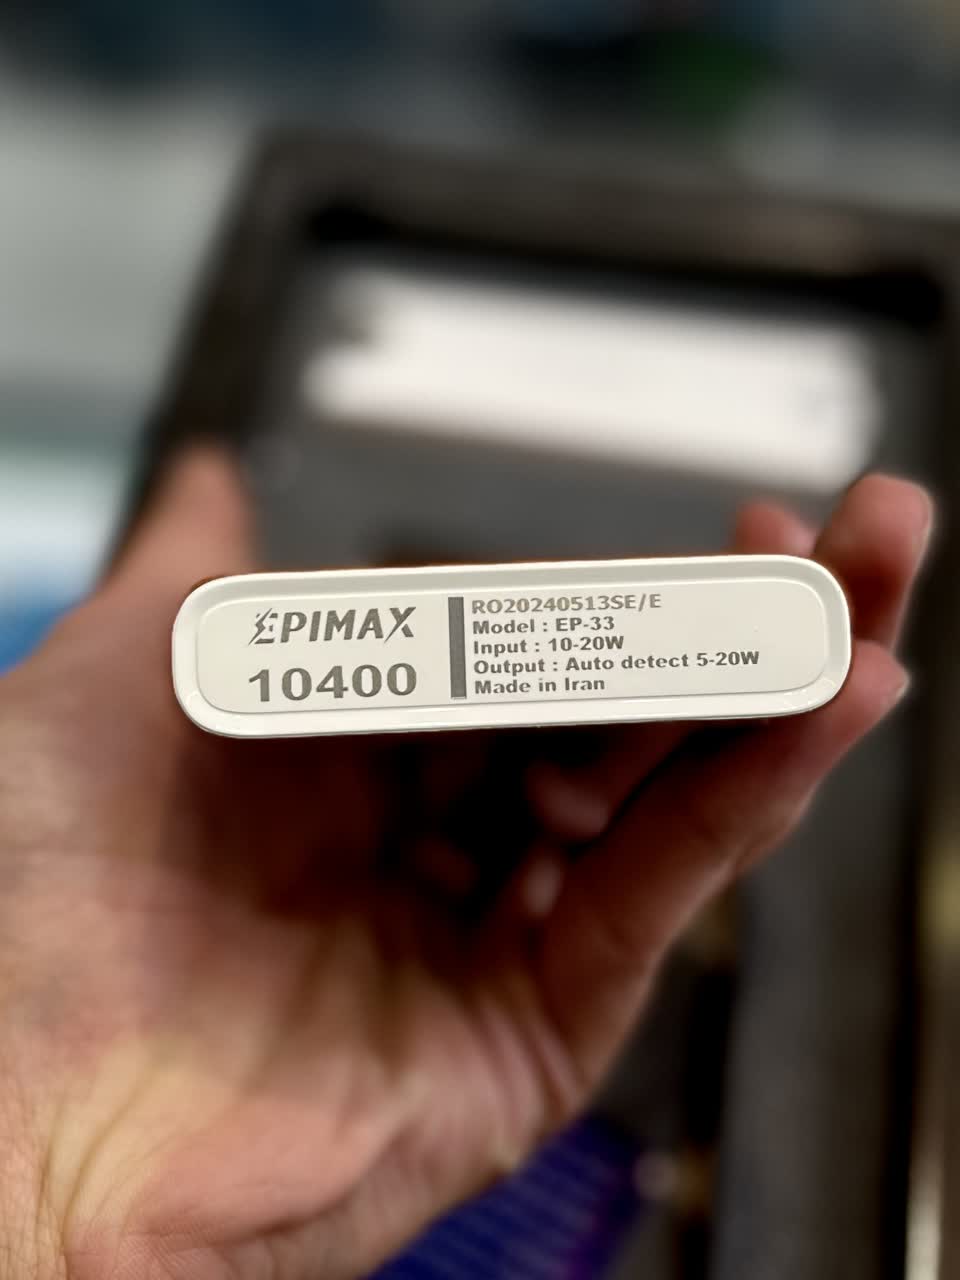 EPIMAX
10400
RO20240513SE/E
Model : EP-33
Input : 10-20W
Output : Auto detect 5-20W
Made in Iran